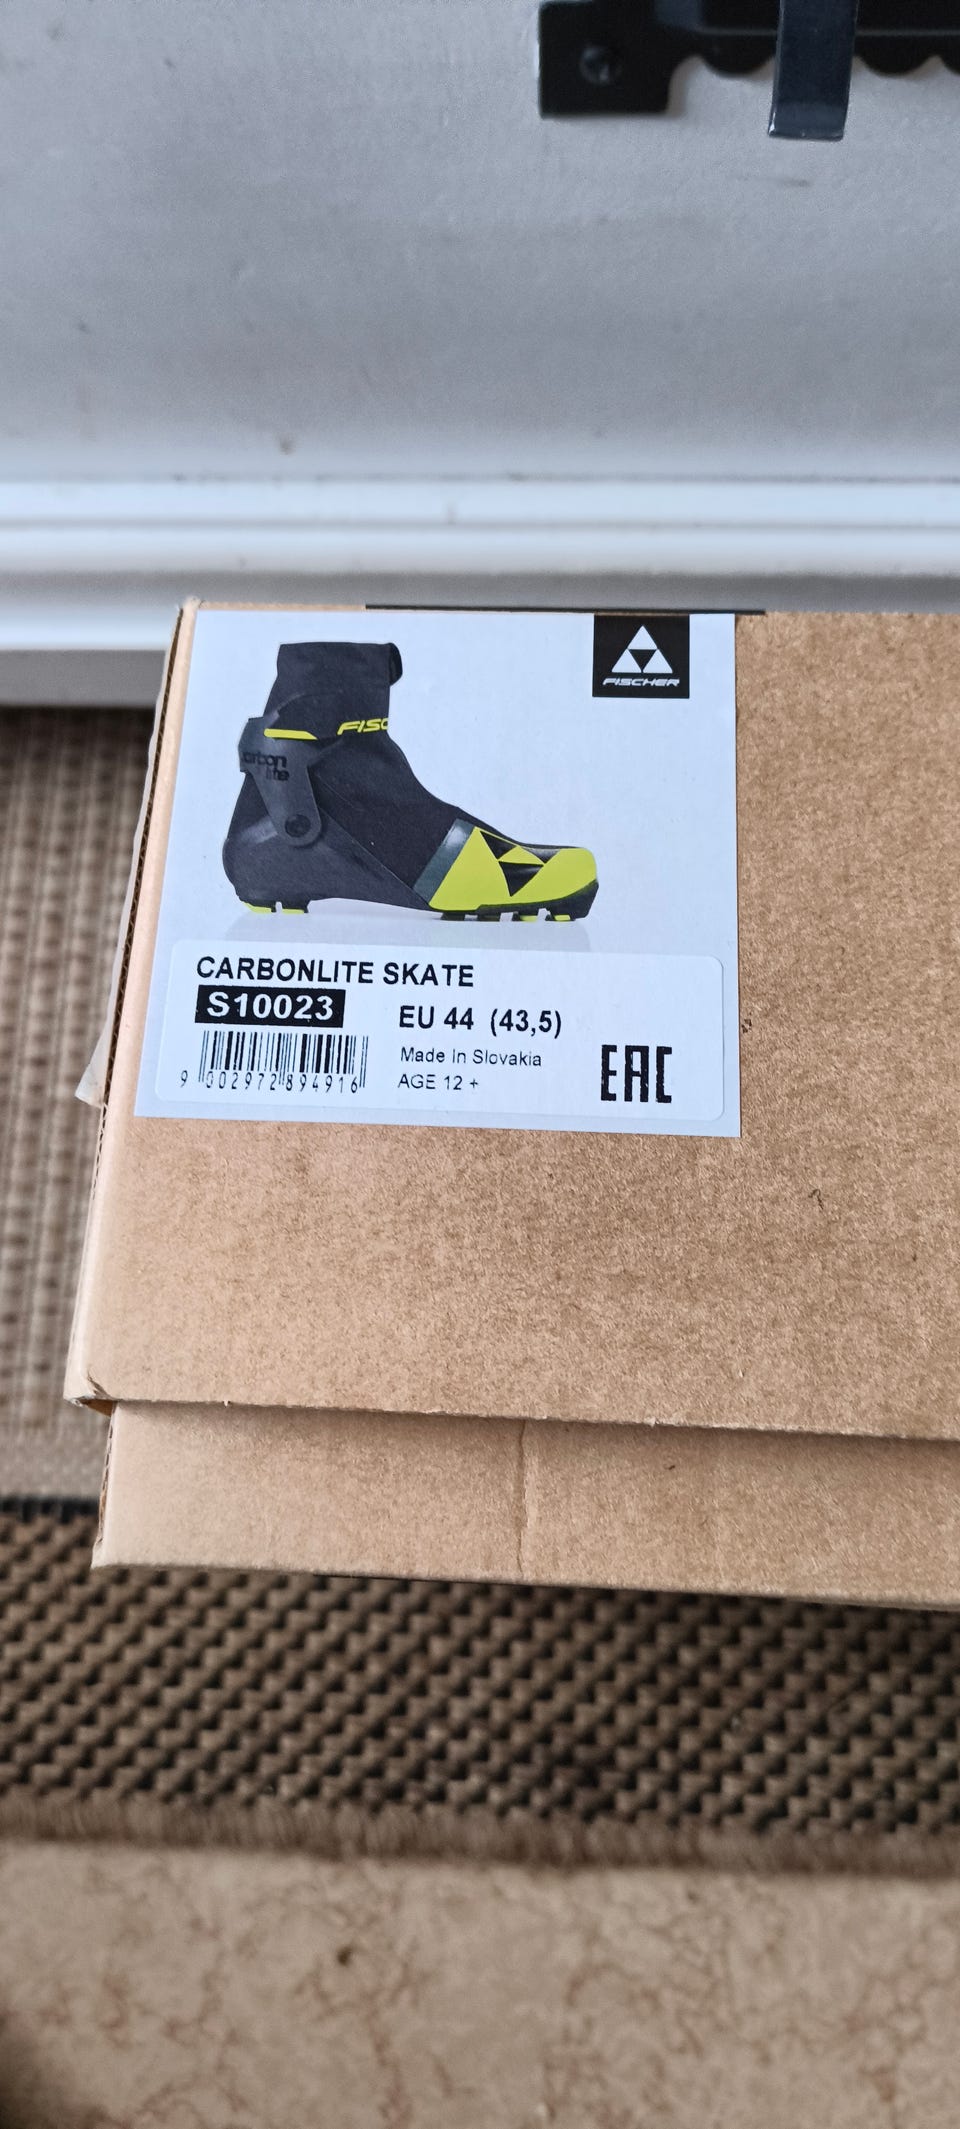 FISCHER
FISC
carbon
lite
CARBONLITE SKATE
S10023
EU 44 (43,5)
Made In Slovakia
AGE 12 +
9 002972 894916
EAC